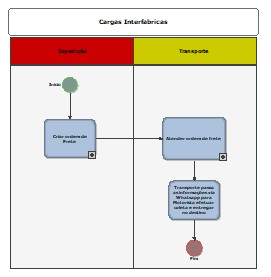 Cargas Interfabricas
Expedição
Transporte
Início
Criar ordem de
Frete
Atender ordem de frete
Transporte passa
as informações via
Whatsapp para
Motorista efetuar
coleta e entregar
no destino
Fim